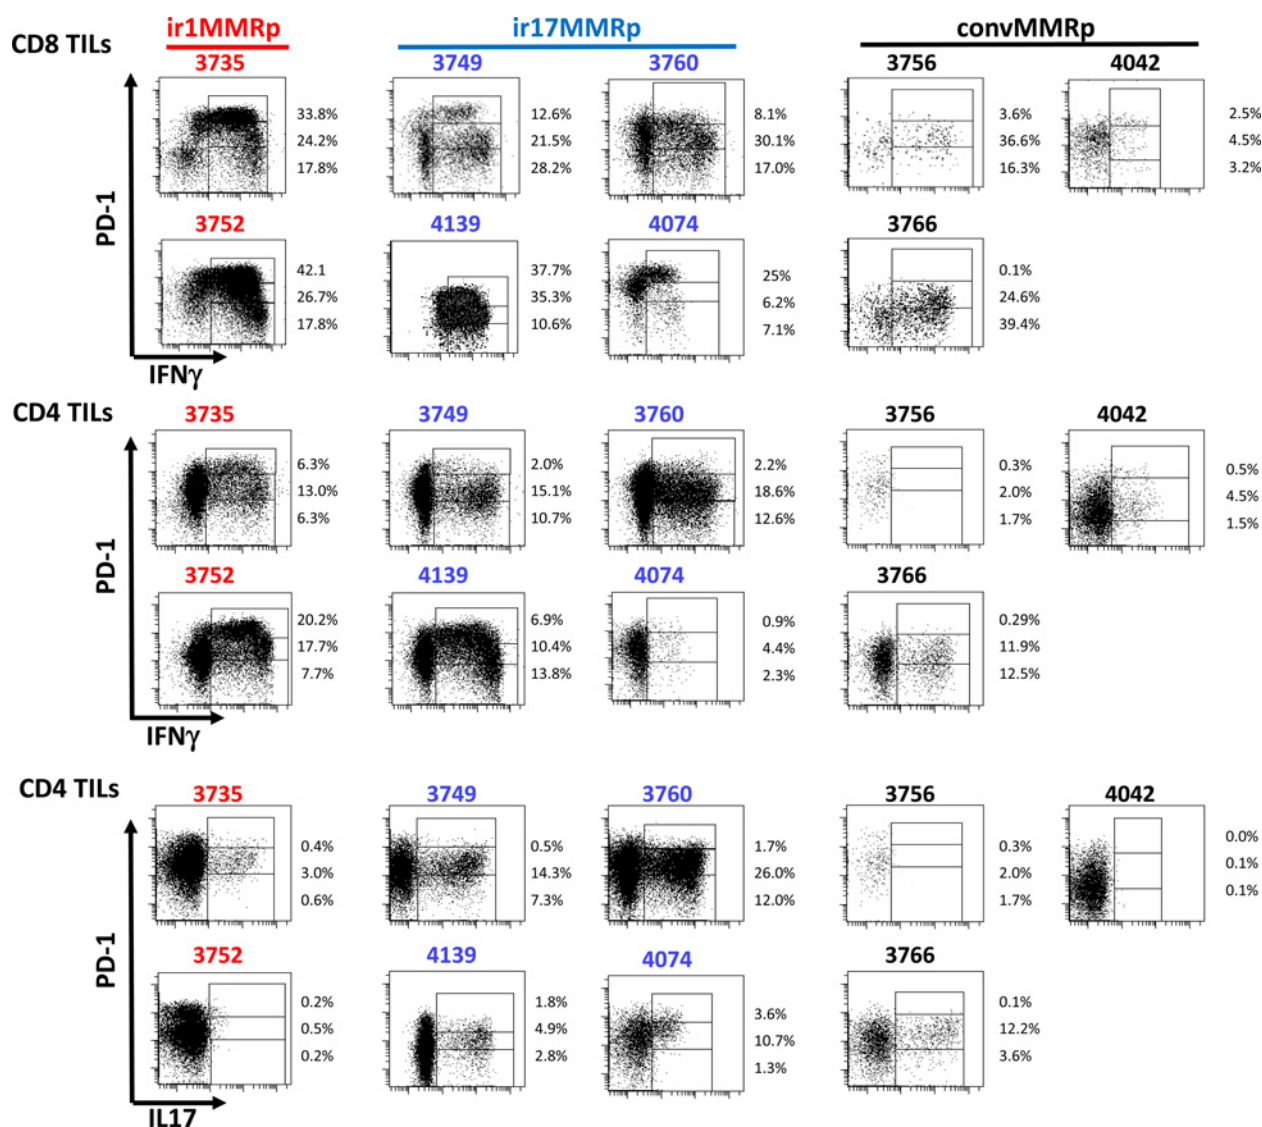 ir1MMRp ir17MMRp convMMRp
CD8 TILs
3735 3749 3760 3756 4042
33.8% 12.6% 8.1% 3.6% 2.5%
24.2% 21.5% 30.1% 36.6% 4.5%
17.8% 28.2% 17.0% 16.3% 3.2%
PD-1
3752 4139 4074 3766
42.1 37.7% 25% 0.1%
26.7% 35.3% 6.2% 24.6%
17.8% 10.6% 7.1% 39.4%
IFNγ
CD4 TILs
3735 3749 3760 3756 4042
6.3% 2.0% 2.2% 0.3% 0.5%
13.0% 15.1% 18.6% 2.0% 4.5%
6.3% 10.7% 12.6% 1.7% 1.5%
PD-1
3752 4139 4074 3766
20.2% 6.9% 0.9% 0.29%
17.7% 10.4% 4.4% 11.9%
7.7% 13.8% 2.3% 12.5%
IFNγ
CD4 TILs
3735 3749 3760 3756 4042
0.4% 0.5% 1.7% 0.3% 0.0%
3.0% 14.3% 26.0% 2.0% 0.1%
0.6% 7.3% 12.0% 1.7% 0.1%
PD-1
3752 4139 4074 3766
0.2% 1.8% 3.6% 0.1%
0.5% 4.9% 10.7% 12.2%
0.2% 2.8% 1.3% 3.6%
IL17